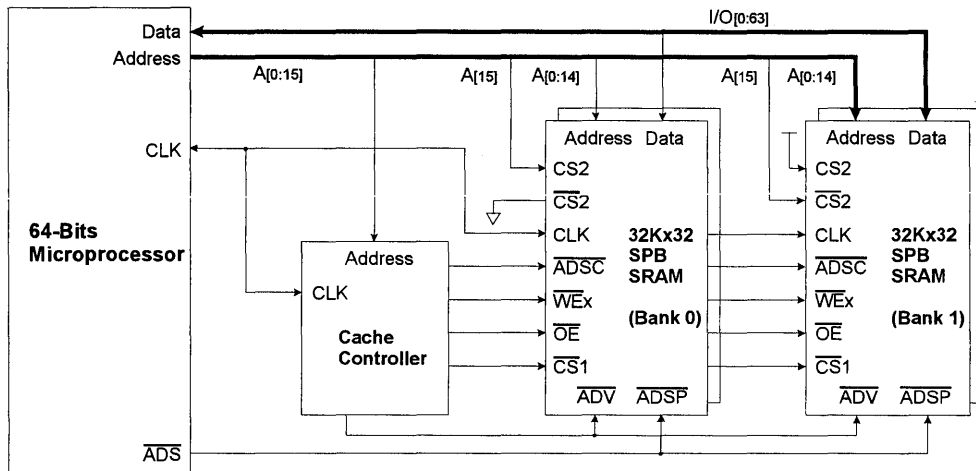 I/O[0:63]
Data
Address
A[0:15]
A[15]
A[0:14]
A[15]
A[0:14]
CLK
64-Bits
Microprocessor
ADS
Address
CLK
Cache
Controller
Address Data
CS2
CS2
CLK
ADSC
WEx
OE
CS1
ADV ADSP
32Kx32
SPB
SRAM
(Bank 0)
Address Data
CS2
CS2
CLK
ADSC
WEx
OE
CS1
ADV ADSP
32Kx32
SPB
SRAM
(Bank 1)